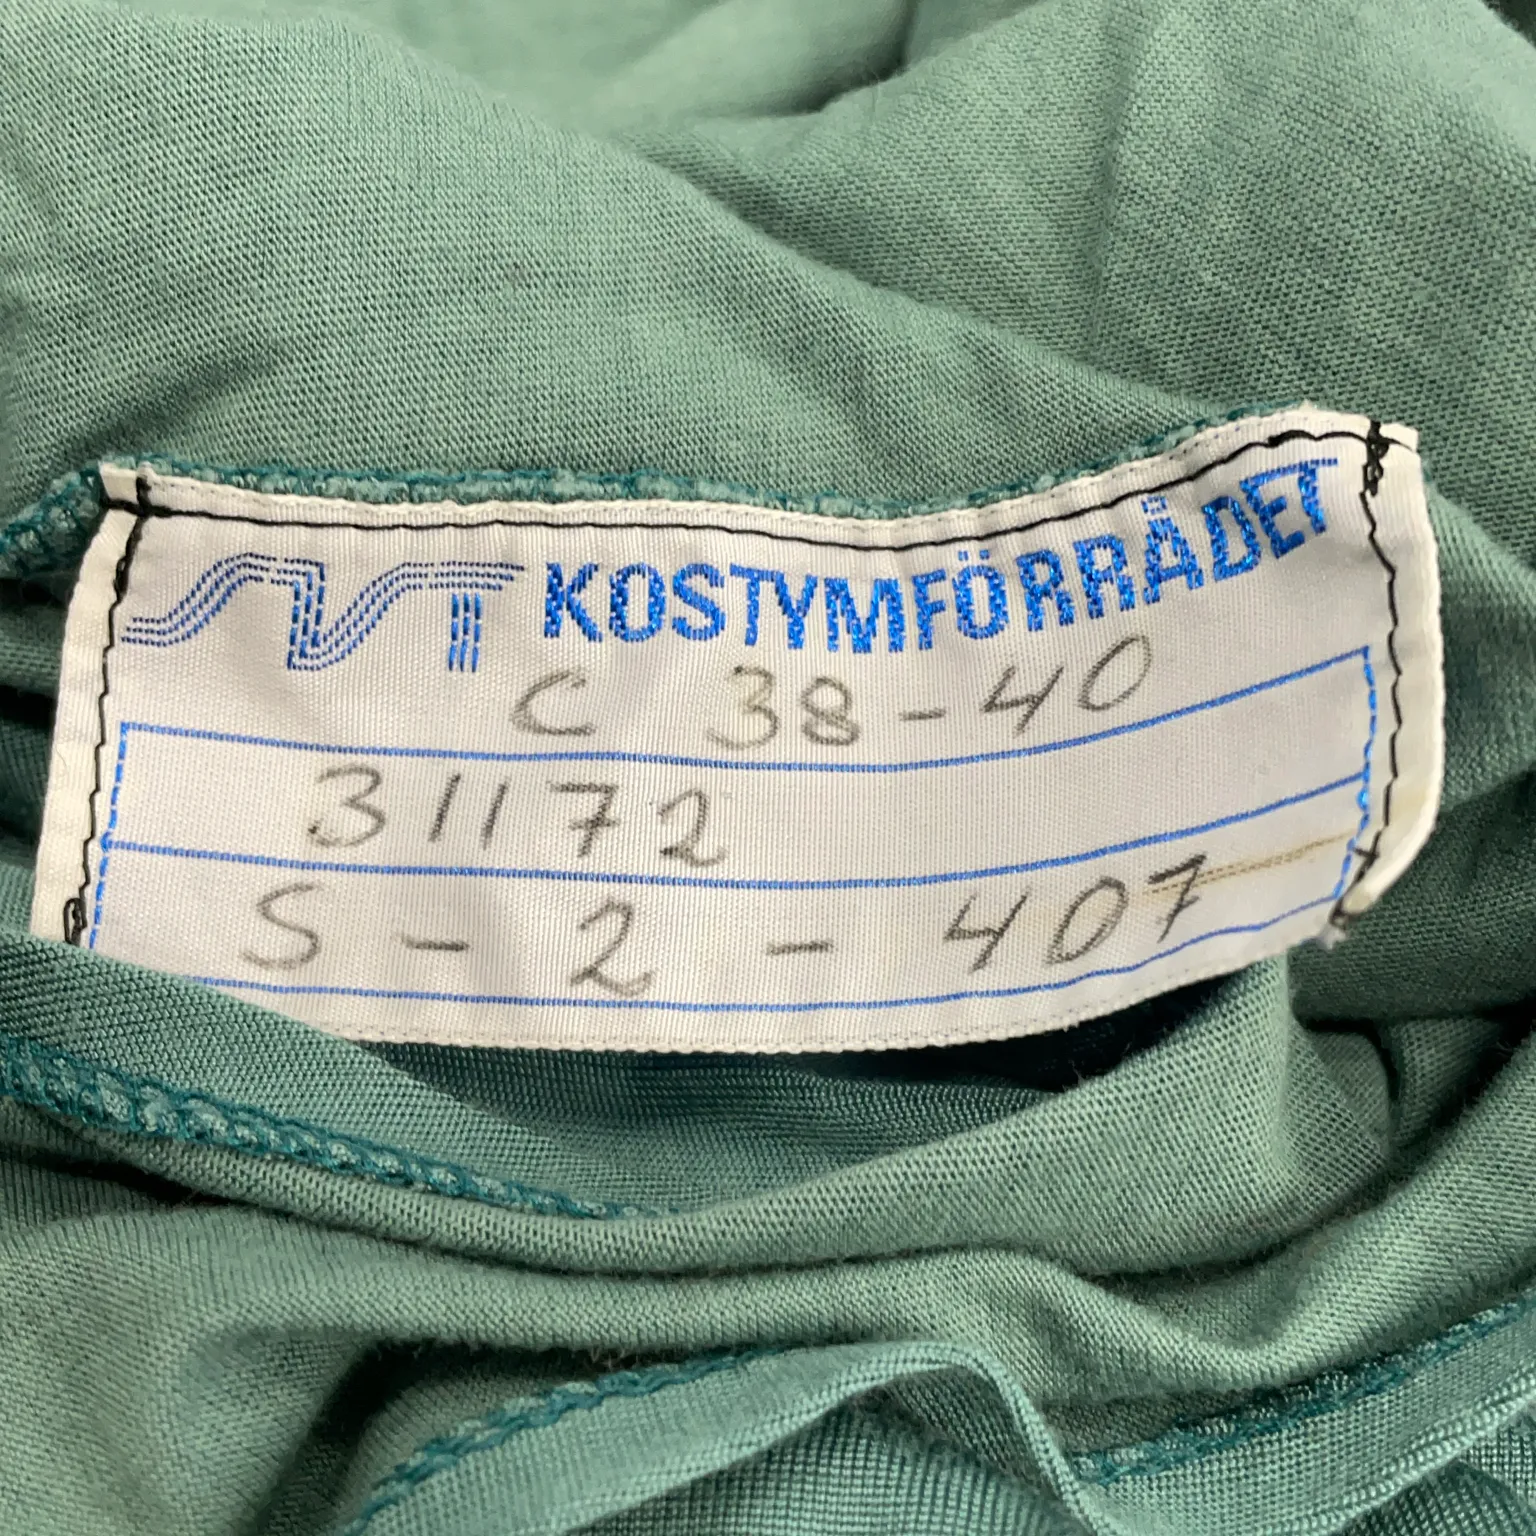 SVT KOSTYMFÖRRÅDET
C 38-40
31172
S - 2 - 407